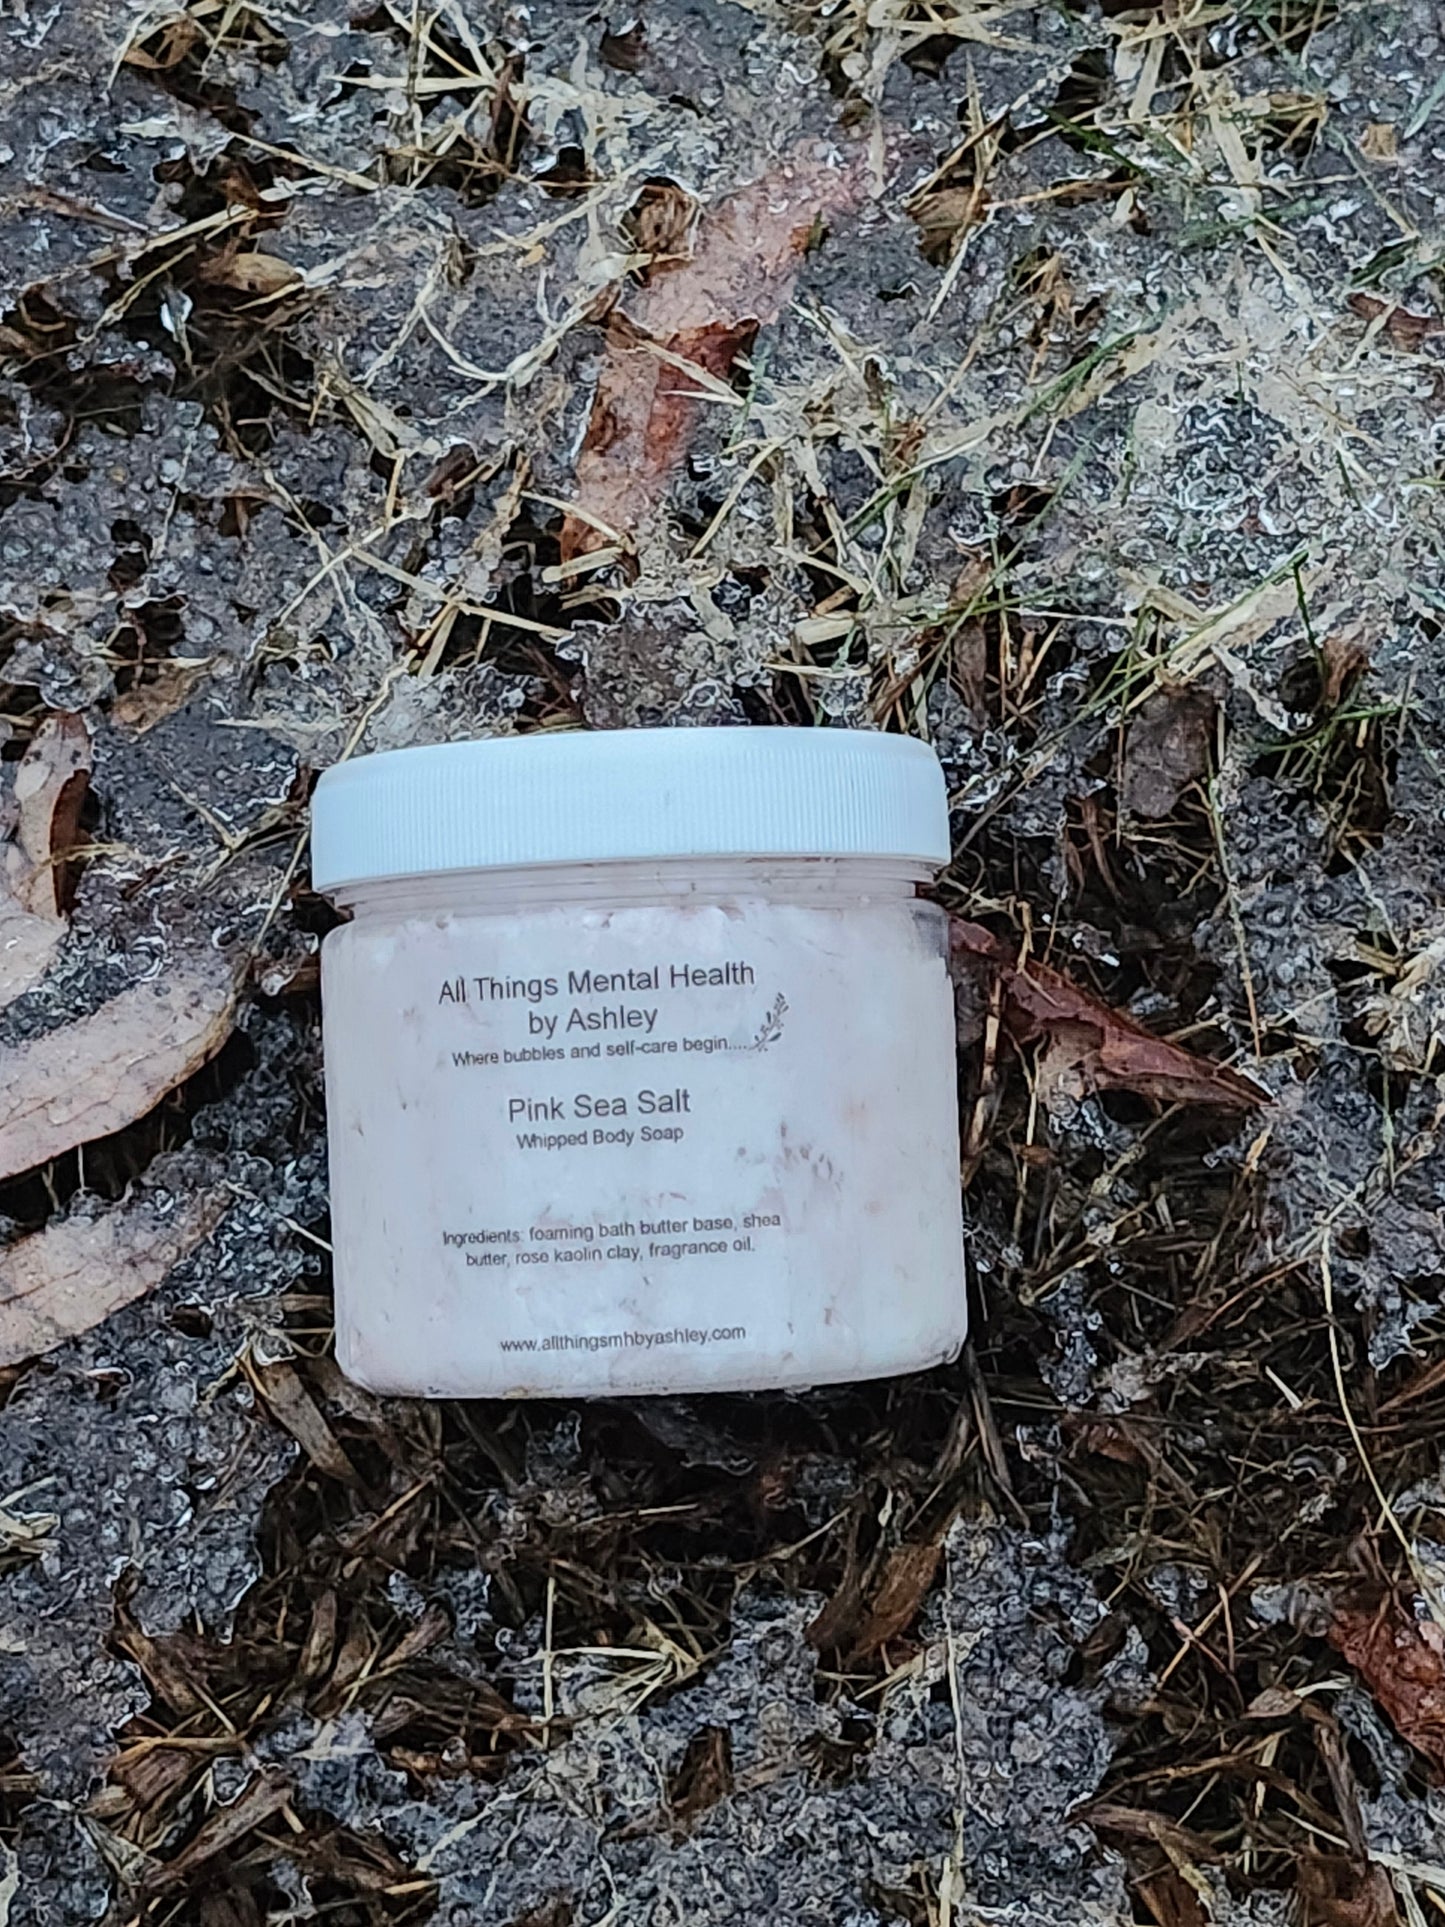 All Things Mental Health
by Ashley
Where bubbles and self-care begin....
Pink Sea Salt
Whipped Body Soap
Ingredients: foaming bath butter base, shea
butter, rose kaolin clay, fragrance oil.
www.allthingsmhbyashley.com